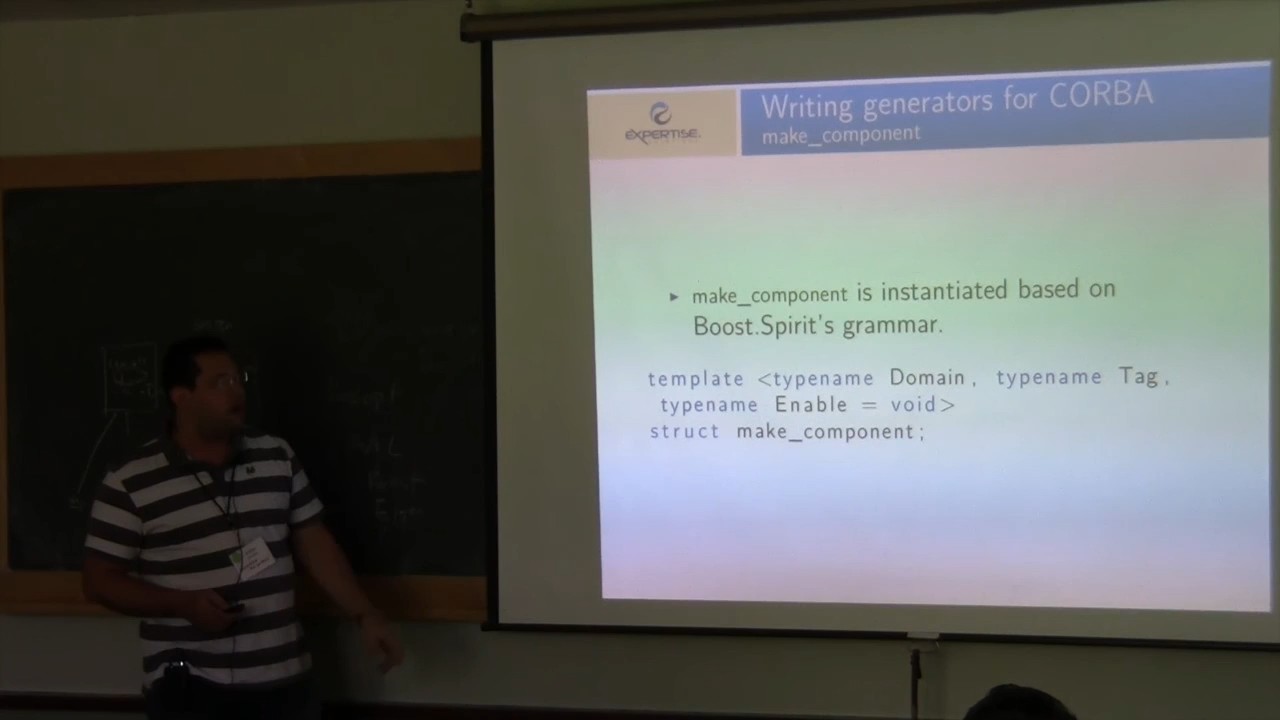 EXPERTISE.
Writing generators for CORBA
make_component
▸ make_component is instantiated based on
Boost.Spirit's grammar.
template <typename Domain, typename Tag,
typename Enable = void>
struct make_component;